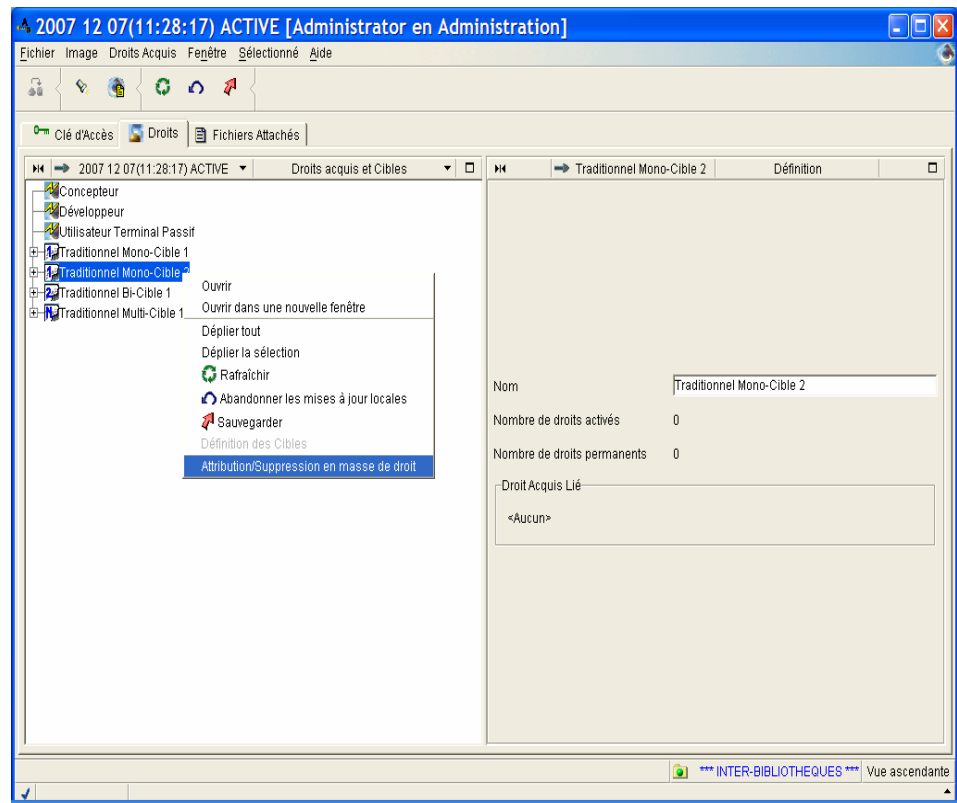 2007 12 07(11:28:17) ACTIVE [Administrator en Administration]
Fichier Image Droits Acquis Fenêtre Sélectionné Aide
Clé d'Accès Droits Fichiers Attachés
2007 12 07(11:28:17) ACTIVE Droits acquis et Cibles
Concepteur
Développeur
Utilisateur Terminal Passif
Traditionnel Mono-Cible 1
Traditionnel Mono-Cible 2
Traditionnel Bi-Cible 1
Traditionnel Multi-Cible 1
Ouvrir
Ouvrir dans une nouvelle fenêtre
Déplier tout
Déplier la sélection
Rafraîchir
Abandonner les mises à jour locales
Sauvegarder
Définition des Cibles
Attribution/Suppression en masse de droit
Traditionnel Mono-Cible 2 Définition
Nom Traditionnel Mono-Cible 2
Nombre de droits activés 0
Nombre de droits permanents 0
Droit Acquis Lié
<Aucun>
*** INTER-BIBLIOTHEQUES *** Vue ascendante